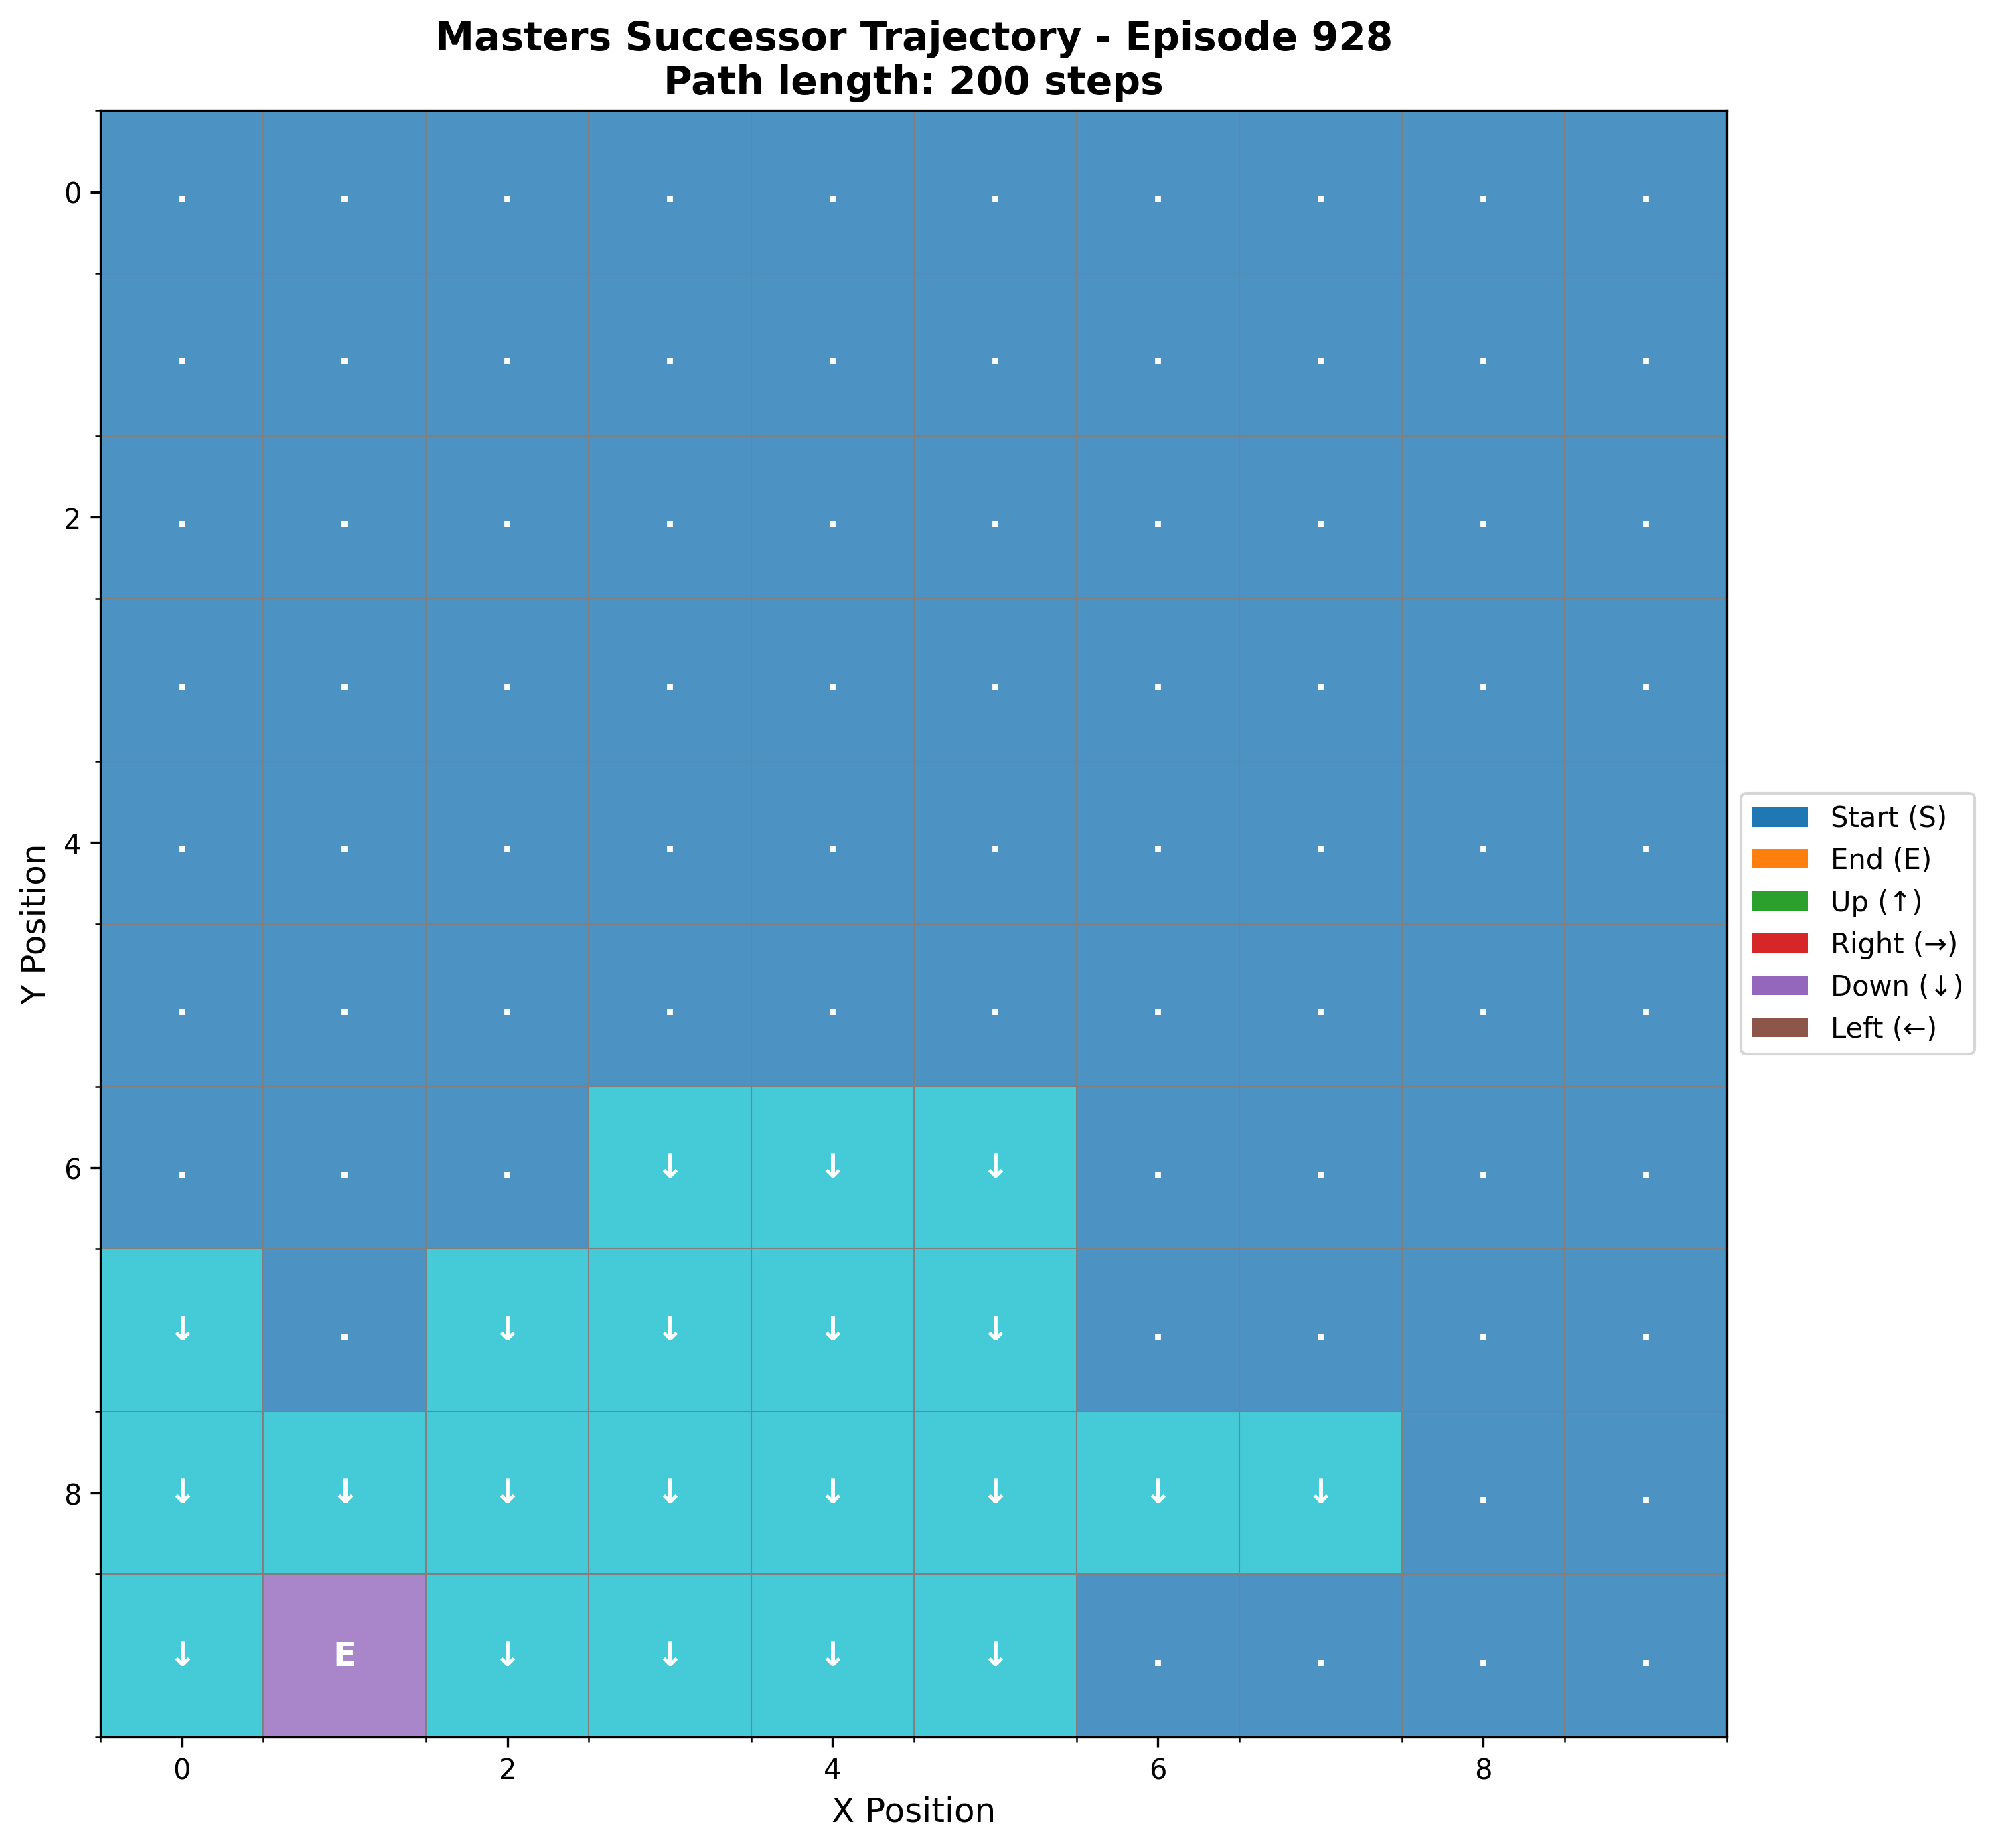 Masters Successor Trajectory - Episode 928
Path length: 200 steps
0 . . . . . . . . . .
. . . . . . . . . .
2 . . . . . . . . . .
. . . . . . . . . .
4 . . . . . . . . . .
. . . . . . . . . .
6 . . . ↓ ↓ ↓ . . . .
↓ . ↓ ↓ ↓ ↓ . . . .
8 ↓ ↓ ↓ ↓ ↓ ↓ ↓ ↓ . .
↓ E ↓ ↓ ↓ ↓ . . . .
0 2 4 6 8
X Position
Y Position
Start (S)
End (E)
Up (↑)
Right (→)
Down (↓)
Left (←)